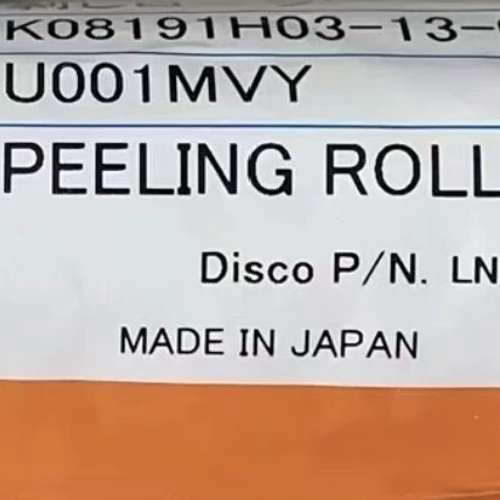 K08191H03-13-
U001MVY
PEELING ROLL
Disco P/N. LN
MADE IN JAPAN